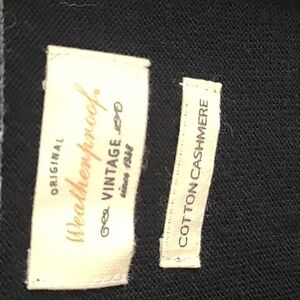 ORIGINAL
Weatherproof
VINTAGE
since 1948
COTTON CASHMERE